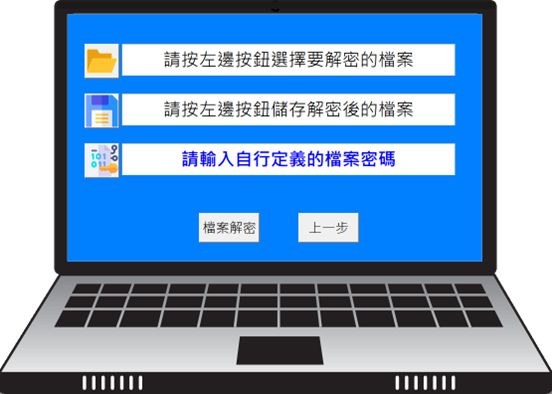 請按左邊按鈕選擇要解密的檔案
請按左邊按鈕儲存解密後的檔案
101
011
請輸入自行定義的檔案密碼
檔案解密 上一步